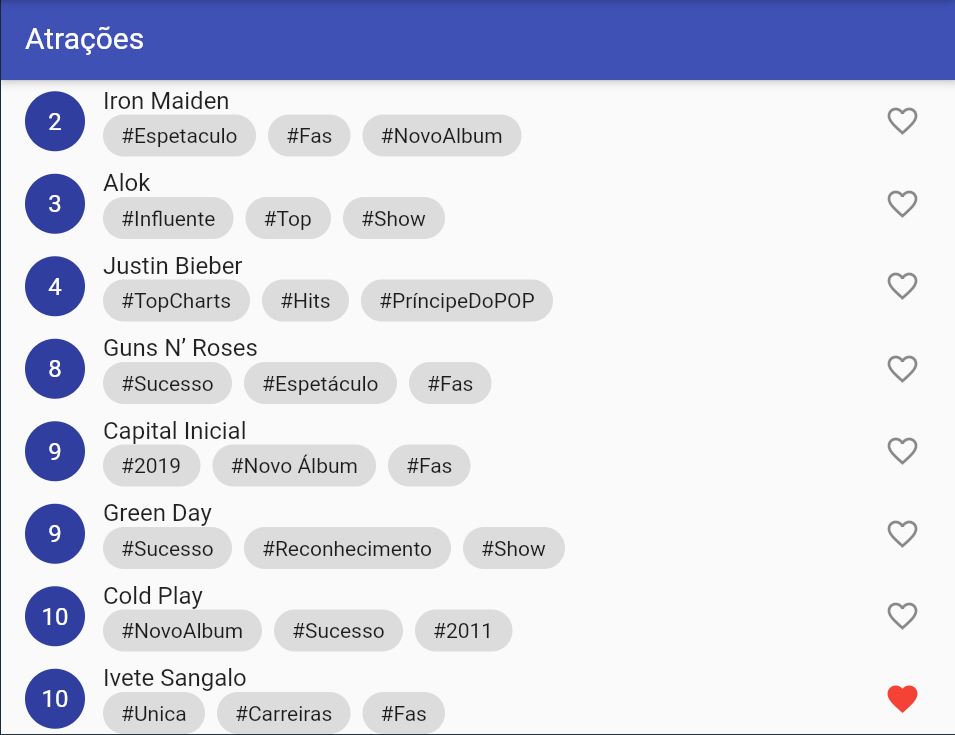 Atrações
2
Iron Maiden
#Espetaculo #Fas #NovoAlbum
3
Alok
#Influente #Top #Show
4
Justin Bieber
#TopCharts #Hits #PríncipeDoPOP
8
Guns N’ Roses
#Sucesso #Espetáculo #Fas
9
Capital Inicial
#2019 #Novo Álbum #Fas
9
Green Day
#Sucesso #Reconhecimento #Show
10
Cold Play
#NovoAlbum #Sucesso #2011
10
Ivete Sangalo
#Unica #Carreiras #Fas